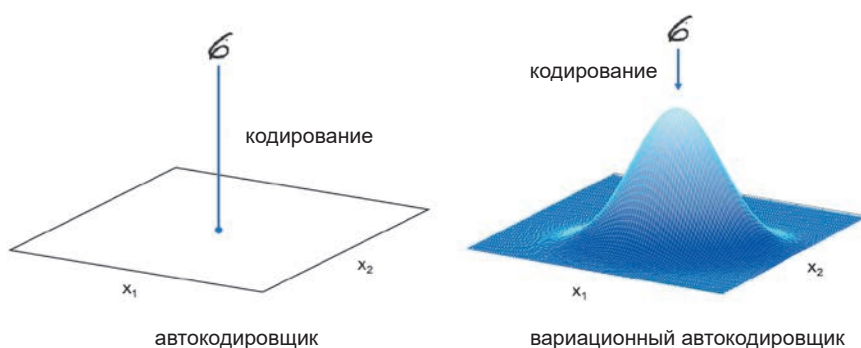 6
кодирование
x₁
x₂
автокодировщик
6
кодирование
x₁
x₂
вариационный автокодировщик